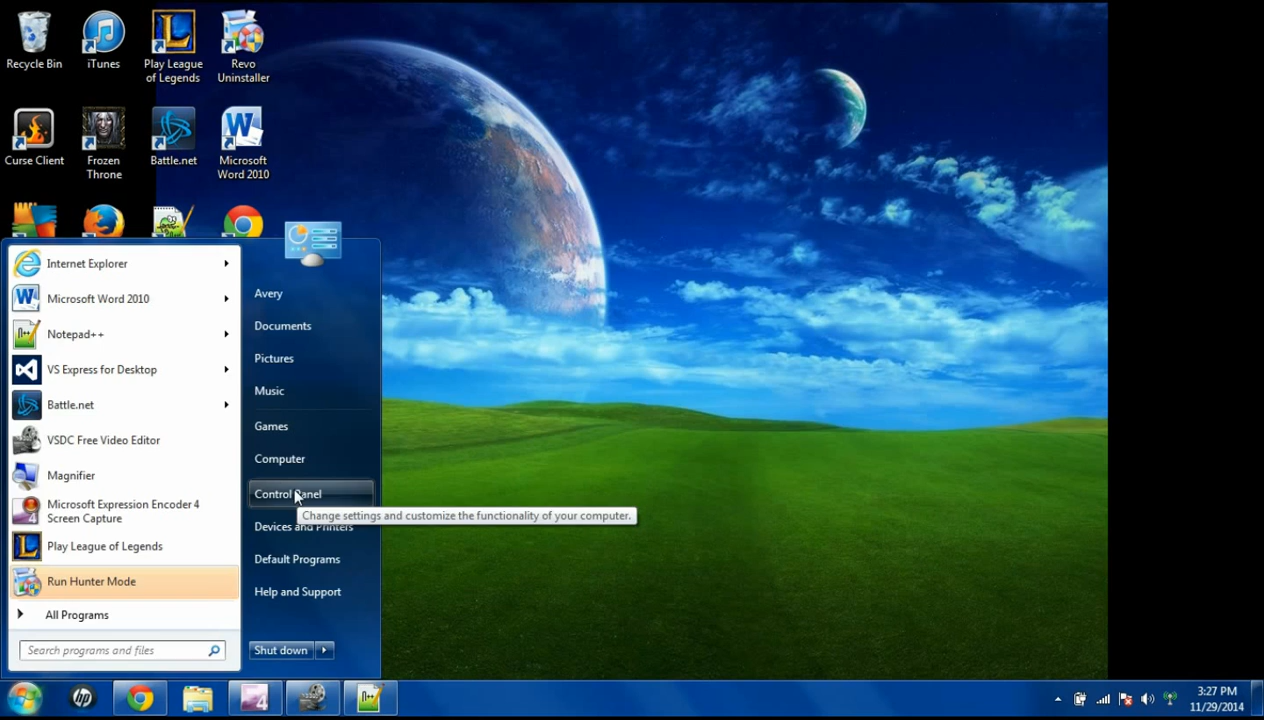 Recycle Bin
iTunes
Play League
of Legends
Revo
Uninstaller
Curse Client
Frozen
Throne
Battle.net
Microsoft
Word 2010
Internet Explorer
Microsoft Word 2010
Notepad++
VS Express for Desktop
Battle.net
VSDC Free Video Editor
Magnifier
Microsoft Expression Encoder 4
Screen Capture
Play League of Legends
Run Hunter Mode
All Programs
Search programs and files
Avery
Documents
Pictures
Music
Games
Computer
Control Panel
Change settings and customize the functionality of your computer.
Devices and Printers
Default Programs
Help and Support
Shut down
hp
4
3:27 PM
11/29/2014